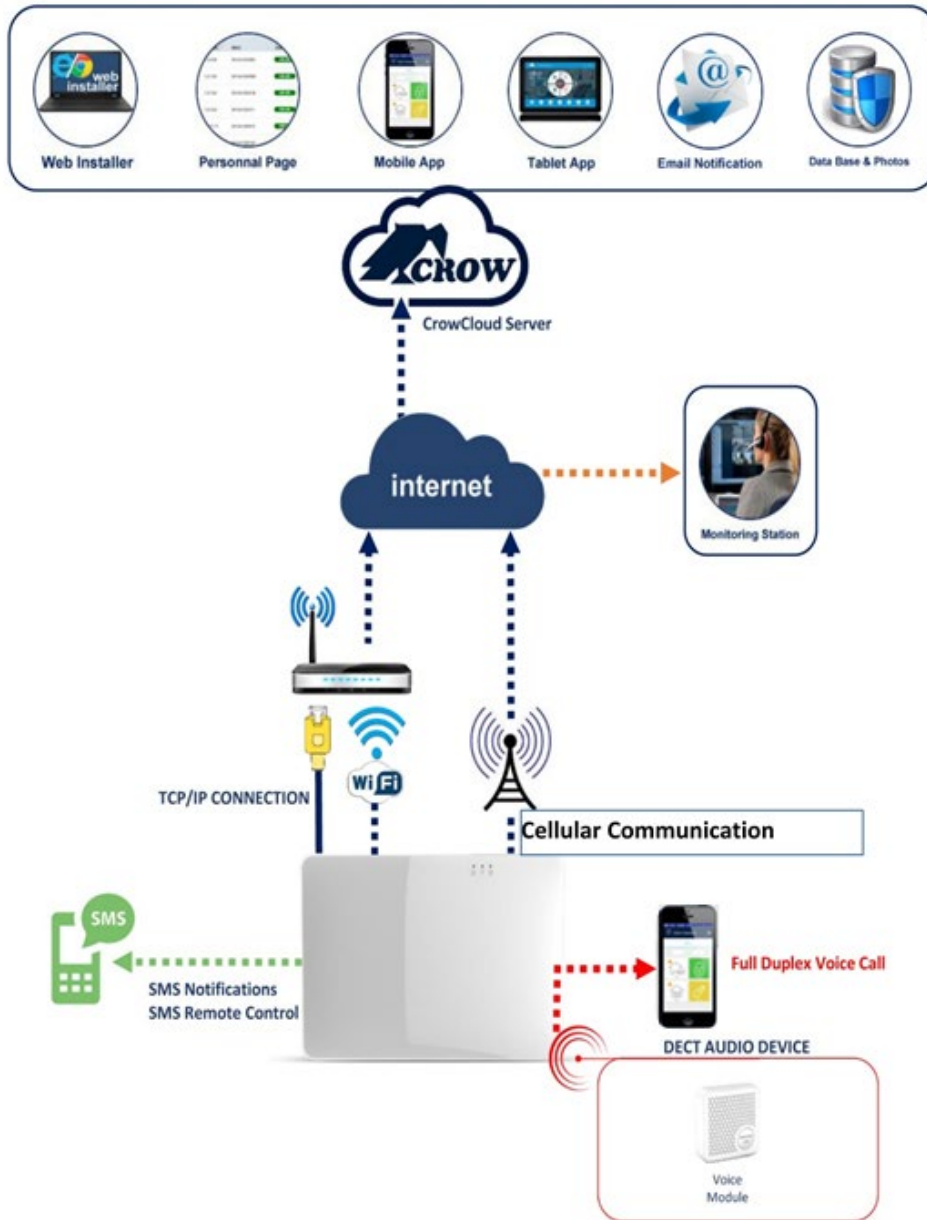 web
installer
Web Installer
Personnal Page
Mobile App
Tablet App
@
Email Notification
Data Base & Photos
CROW
CrowCloud Server
internet
Monitoring Station
TCP/IP CONNECTION
Wi Fi
Cellular Communication
SMS
SMS Notifications
SMS Remote Control
Full Duplex Voice Call
DECT AUDIO DEVICE
Voice
Module